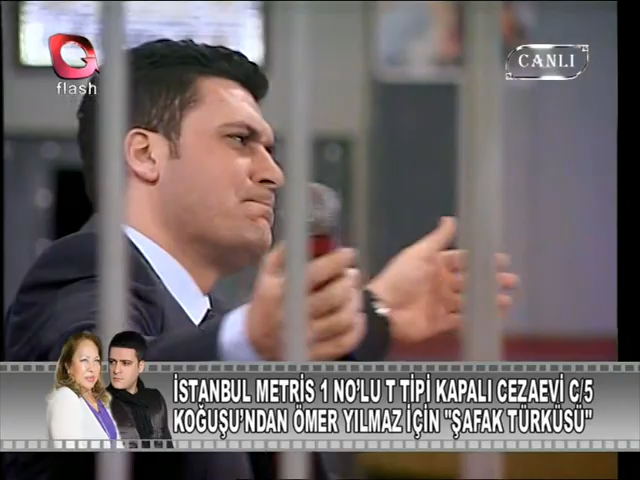 flash
CANLI
İSTANBUL METRİS 1 NO'LU T TİPİ KAPALI CEZAEVİ C/5
KOĞUŞU'NDAN ÖMER YILMAZ İÇİN "ŞAFAK TÜRKÜSÜ"